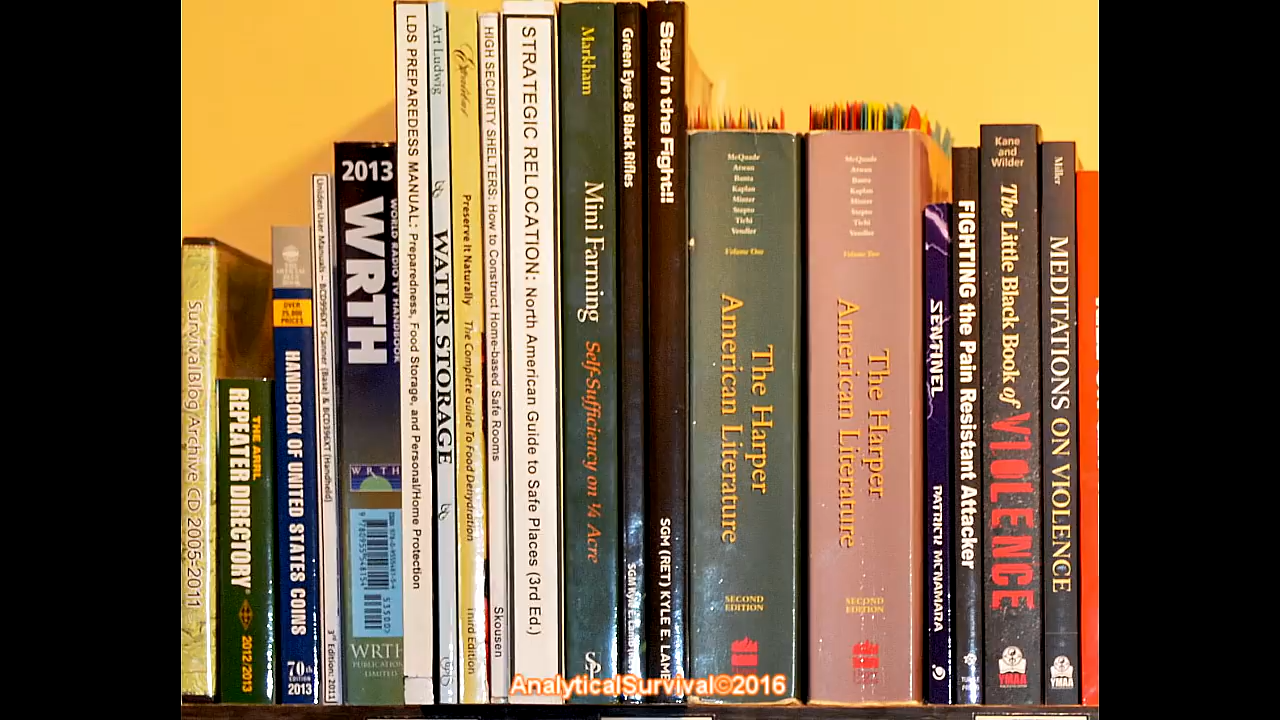 SurvivalBlog Archive CD 2005-2011
THE ARRL
REPEATER DIRECTORY®
2012/2013
OVER
25,000
PRICES
HANDBOOK OF UNITED STATES COINS
70th
EDITION
2013
Uniden User Manuals - BCD996XT Scanner (Base) & BCD396XT (Handheld)
3rd Edition: 2011
2013
WORLD RADIO TV HANDBOOK
WRTH
WRTH
53500
WRTH
PUBLICATIONS
LIMITED
LDS PREPAREDNESS MANUAL: Preparedness, Food Storage, and Personal/Home Protection
Art Ludwig
WATER STORAGE
Excalibur
Preserve It Naturally
The Complete Guide To Food Dehydration
Third Edition
HIGH SECURITY SHELTERS: How to Construct Home-based Safe Rooms
Skousen
STRATEGIC RELOCATION: North American Guide to Safe Places (3rd Ed.)
Markham
Mini Farming
Self-Sufficiency on ¼ Acre
Green Eyes & Black Rifles
Stay in the Fight!!
SGM (RET) KYLE E. LAMB
McQuade
Atwan
Banta
Kaplan
Minter
Stepto
Tichi
Vendler
Volume One
The Harper
American Literature
SECOND
EDITION
McQuade
Atwan
Banta
Kaplan
Minter
Stepto
Tichi
Vendler
Volume Two
The Harper
American Literature
SECOND
EDITION
SENTINEL
PATRICK MCNAMARA
FIGHTING the Pain Resistant Attacker
TURTLE
PRESS
Kane
and
Wilder
The Little Black Book of
VIOLENCE
YMAA
Miller
MEDITATIONS ON VIOLENCE
YMAA
AnalyticalSurvival©2016